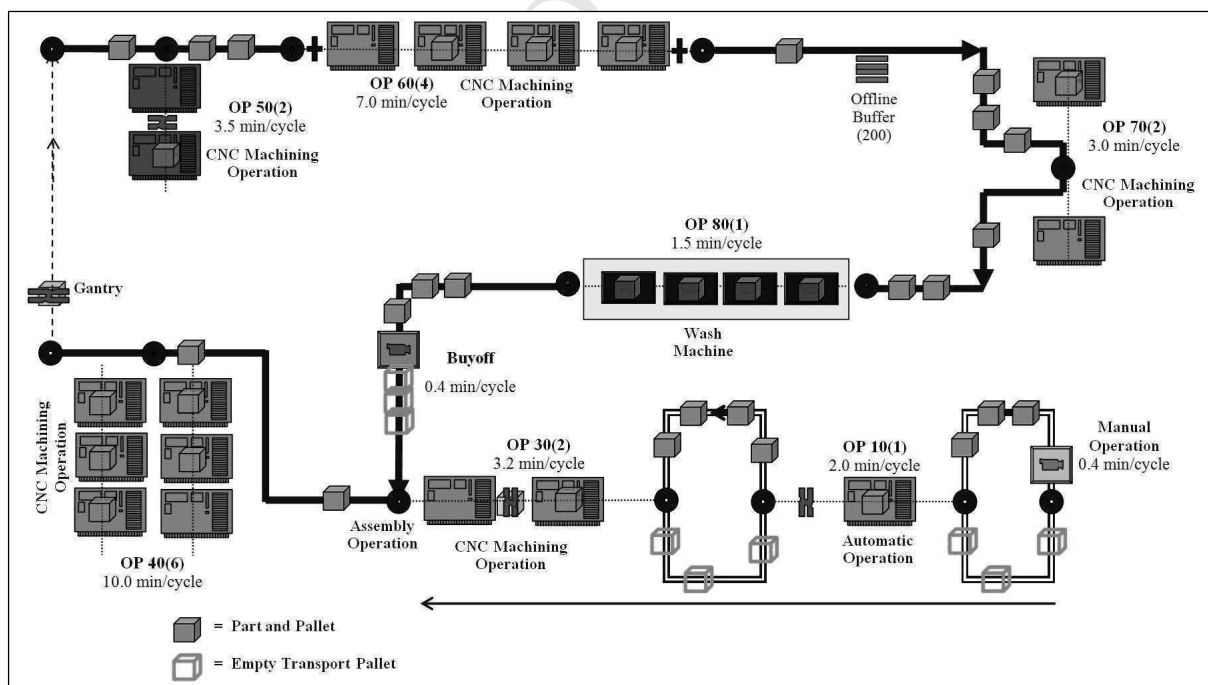 OP 60(4)
7.0 min/cycle
CNC Machining
Operation
OP 50(2)
3.5 min/cycle
CNC Machining
Operation
Offline
Buffer
(200)
OP 70(2)
3.0 min/cycle
CNC Machining
Operation
OP 80(1)
1.5 min/cycle
Wash
Machine
Gantry
Buyoff
0.4 min/cycle
CNC Machining
Operation
OP 40(6)
10.0 min/cycle
Assembly
Operation
OP 30(2)
3.2 min/cycle
CNC Machining
Operation
OP 10(1)
2.0 min/cycle
Automatic
Operation
Manual
Operation
0.4 min/cycle
= Part and Pallet
= Empty Transport Pallet